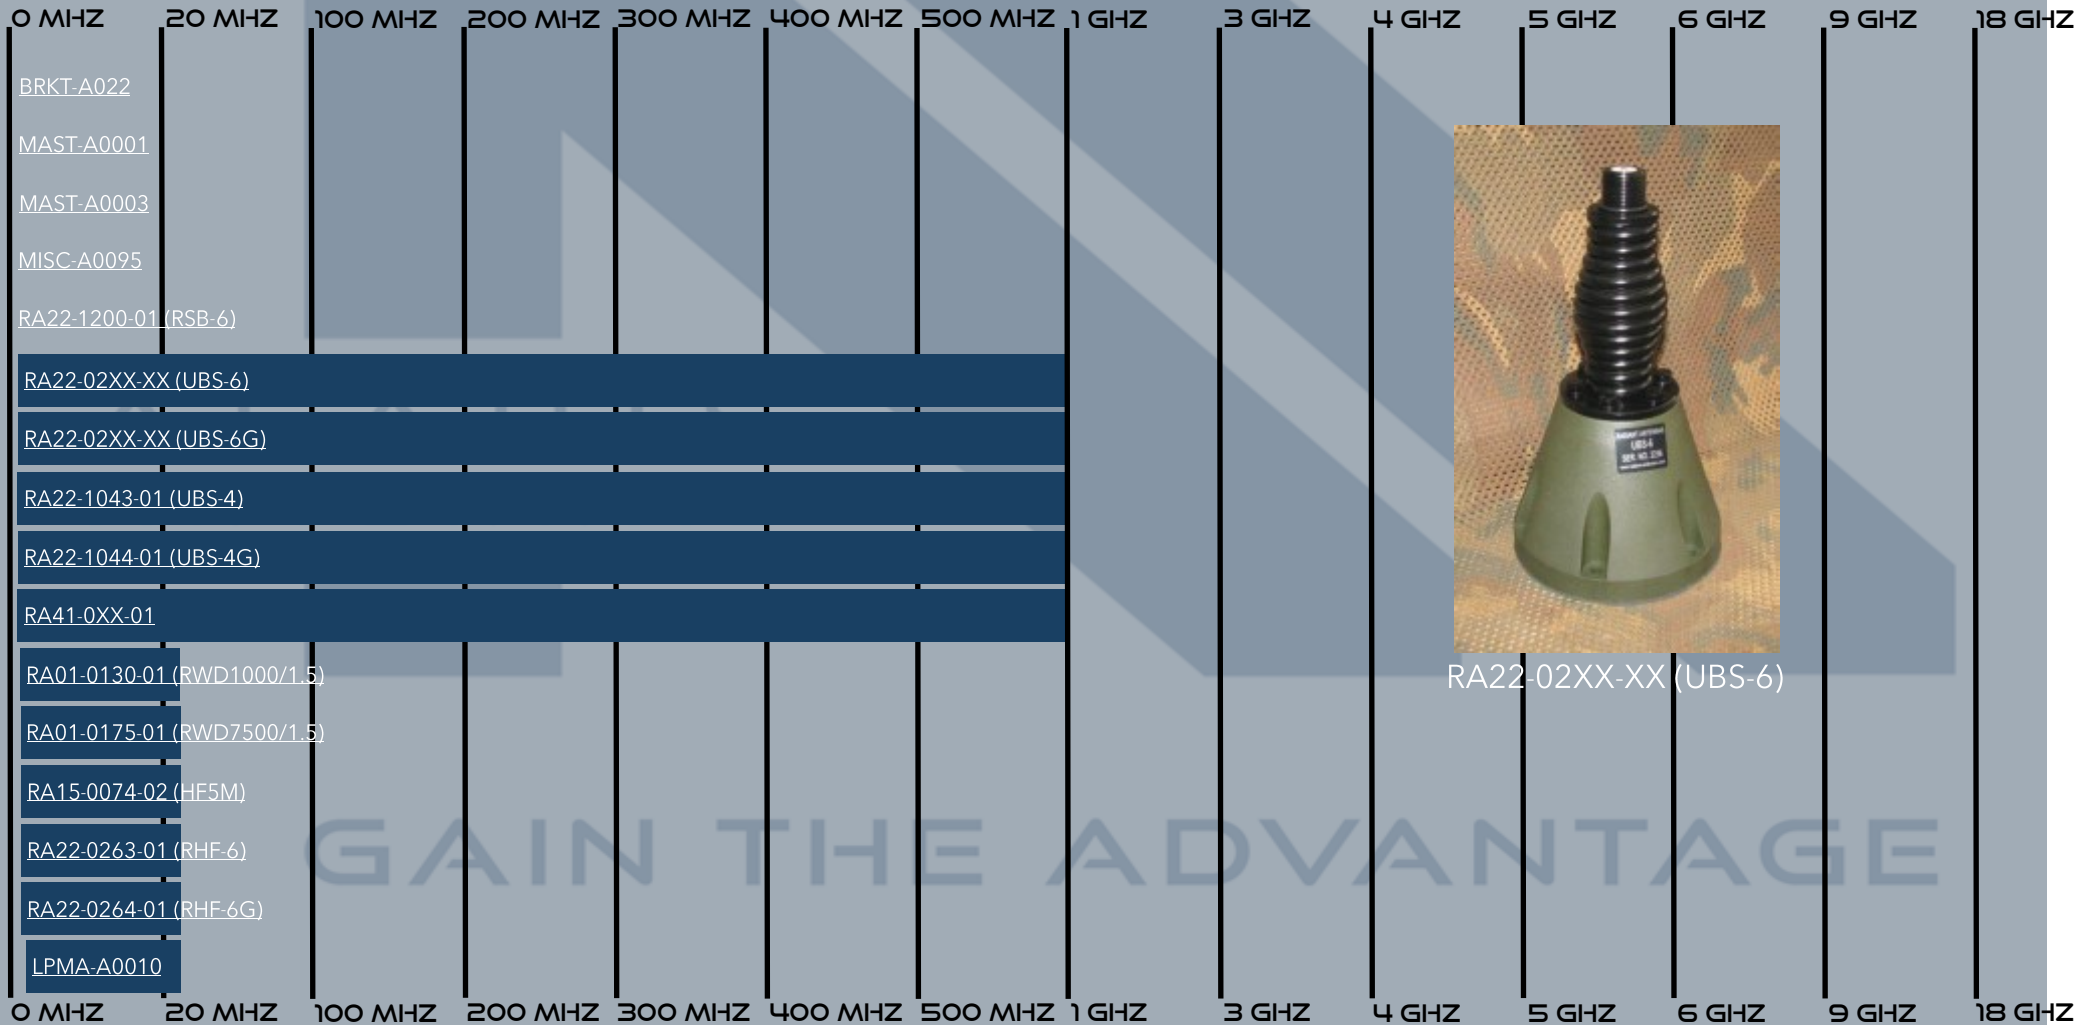 0 MHZ 20 MHZ 100 MHZ 200 MHZ 300 MHZ 400 MHZ 500 MHZ 1 GHZ 3 GHZ 4 GHZ 5 GHZ 6 GHZ 9 GHZ 18 GHZ
BRKT-A022
MAST-A0001
MAST-A0003
MISC-A0095
RA22-1200-01 (RSB-6)
RA22-02XX-XX (UBS-6)
RA22-02XX-XX (UBS-6G)
RA22-1043-01 (UBS-4)
RA22-1044-01 (UBS-4G)
RA41-0XX-01
RA01-0130-01 (RWD1000/1.5)
RA01-0175-01 (RWD7500/1.5)
RA15-0074-02 (HF5M)
RA22-0263-01 (RHF-6)
RA22-0264-01 (RHF-6G)
LPMA-A0010
UBS-6
SER. NO.
RA22-02XX-XX (UBS-6)
GAIN THE ADVANTAGE
0 MHZ 20 MHZ 100 MHZ 200 MHZ 300 MHZ 400 MHZ 500 MHZ 1 GHZ 3 GHZ 4 GHZ 5 GHZ 6 GHZ 9 GHZ 18 GHZ